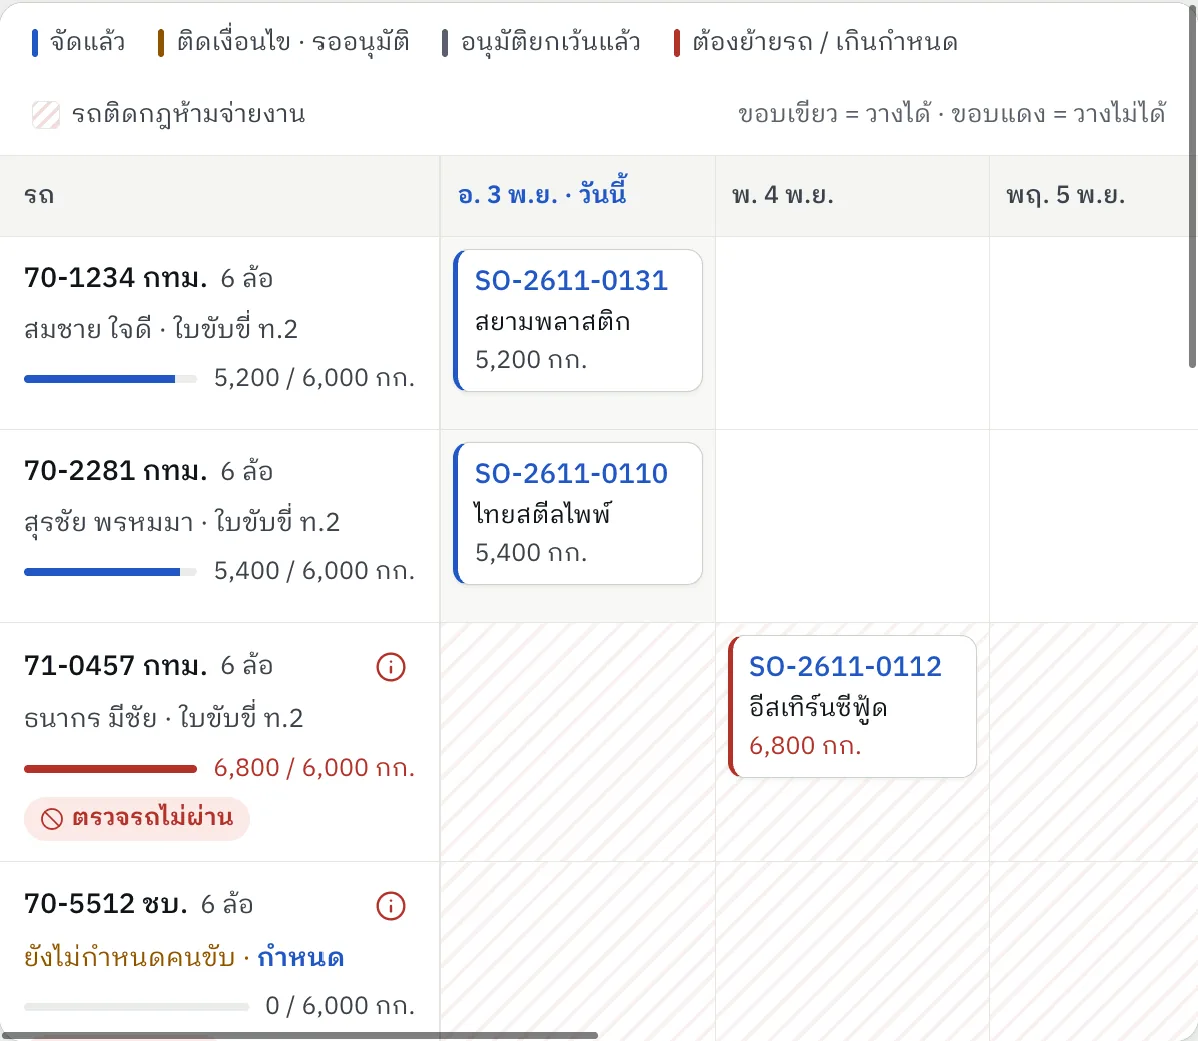 จัดแล้ว ติดเงื่อนไข · รออนุมัติ อนุมัติยกเว้นแล้ว ต้องย้ายรถ / เกินกำหนด
รถติดกฎห้ามจ่ายงาน ขอบเขียว = วางได้ · ขอบแดง = วางไม่ได้
รถ อ. 3 พ.ย. · วันนี้ พ. 4 พ.ย. พฤ. 5 พ.ย.
70-1234 กทม. 6 ล้อ
สมชาย ใจดี · ใบขับขี่ ท.2
5,200 / 6,000 กก.
SO-2611-0131
สยามพลาสติก
5,200 กก.
70-2281 กทม. 6 ล้อ
สุรชัย พรหมมา · ใบขับขี่ ท.2
5,400 / 6,000 กก.
SO-2611-0110
ไทยสตีลไพพ์
5,400 กก.
71-0457 กทม. 6 ล้อ
ธนากร มีชัย · ใบขับขี่ ท.2
6,800 / 6,000 กก.
ตรวจรถไม่ผ่าน
SO-2611-0112
อีสเทิร์นซีฟู้ด
6,800 กก.
70-5512 ชบ. 6 ล้อ
ยังไม่กำหนดคนขับ · กำหนด
0 / 6,000 กก.